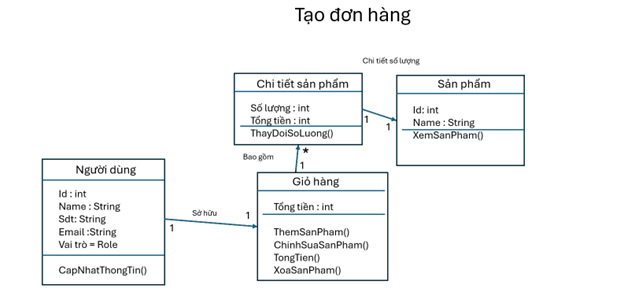 Tạo đơn hàng
Chi tiết số lượng
Chi tiết sản phẩm
Số lượng : int
Tổng tiền : int
ThayDoiSoLuong()
1
1
Sản phẩm
Id: int
Name : String
XemSanPham()
*
Bao gồm
1
Người dùng
Id : int
Name : String
Sdt: String
Email :String
Vai trò = Role
CapNhatThongTin()
Sở hữu
1
1
Giỏ hàng
Tổng tiền : int
ThemSanPham()
ChinhSuaSanPham()
TongTien()
XoaSanPham()